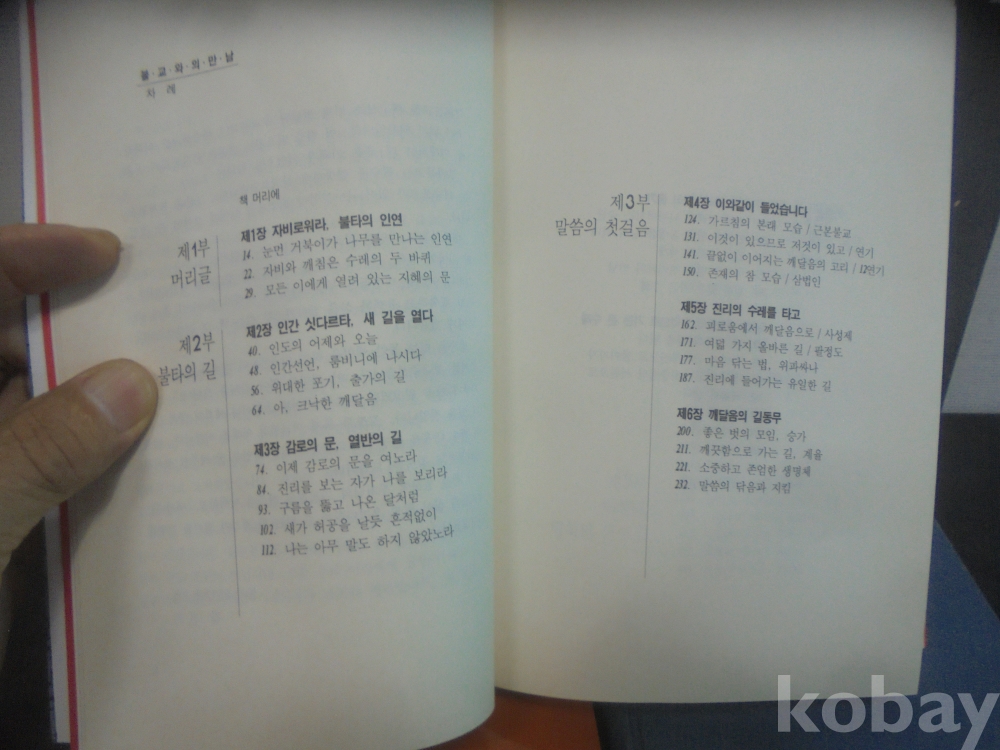 불·교·와·의·만·남
차 례
책 머리에
제1부
머리글
제1장 자비로워라, 불타의 인연
14. 눈먼 거북이가 나무를 만나는 인연
22. 자비와 깨침은 수레의 두 바퀴
29. 모든 이에게 열려 있는 지혜의 문
제2부
불타의 길
제2장 인간 싯다르타, 새 길을 열다
40. 인도의 어제와 오늘
48. 인간선언, 룸비니에 나시다
56. 위대한 포기, 출가의 길
64. 아, 크낙한 깨달음
제3장 감로의 문, 열반의 길
74. 이제 감로의 문을 여노라
84. 진리를 보는 자가 나를 보리라
93. 구름을 뚫고 나온 달처럼
102. 새가 허공을 날듯 흔적없이
112. 나는 아무 말도 하지 않았노라
제3부
말씀의 첫걸음
제4장 이와같이 들었습니다
124. 가르침의 본래 모습/근본불교
131. 이것이 있으므로 저것이 있고/연기
141. 끝없이 이어지는 깨달음의 고리/12연기
150. 존재의 참 모습/삼법인
제5장 진리의 수레를 타고
162. 괴로움에서 깨달음으로/사성제
171. 여덟 가지 올바른 길/팔정도
177. 마음 닦는 법, 위파싸나
187. 진리에 들어가는 유일한 길
제6장 깨달음의 길동무
200. 좋은 벗의 모임, 승가
211. 깨끗함으로 가는 길, 계율
221. 소중하고 존엄한 생명체
232. 말씀의 닦음과 지킴
kobay